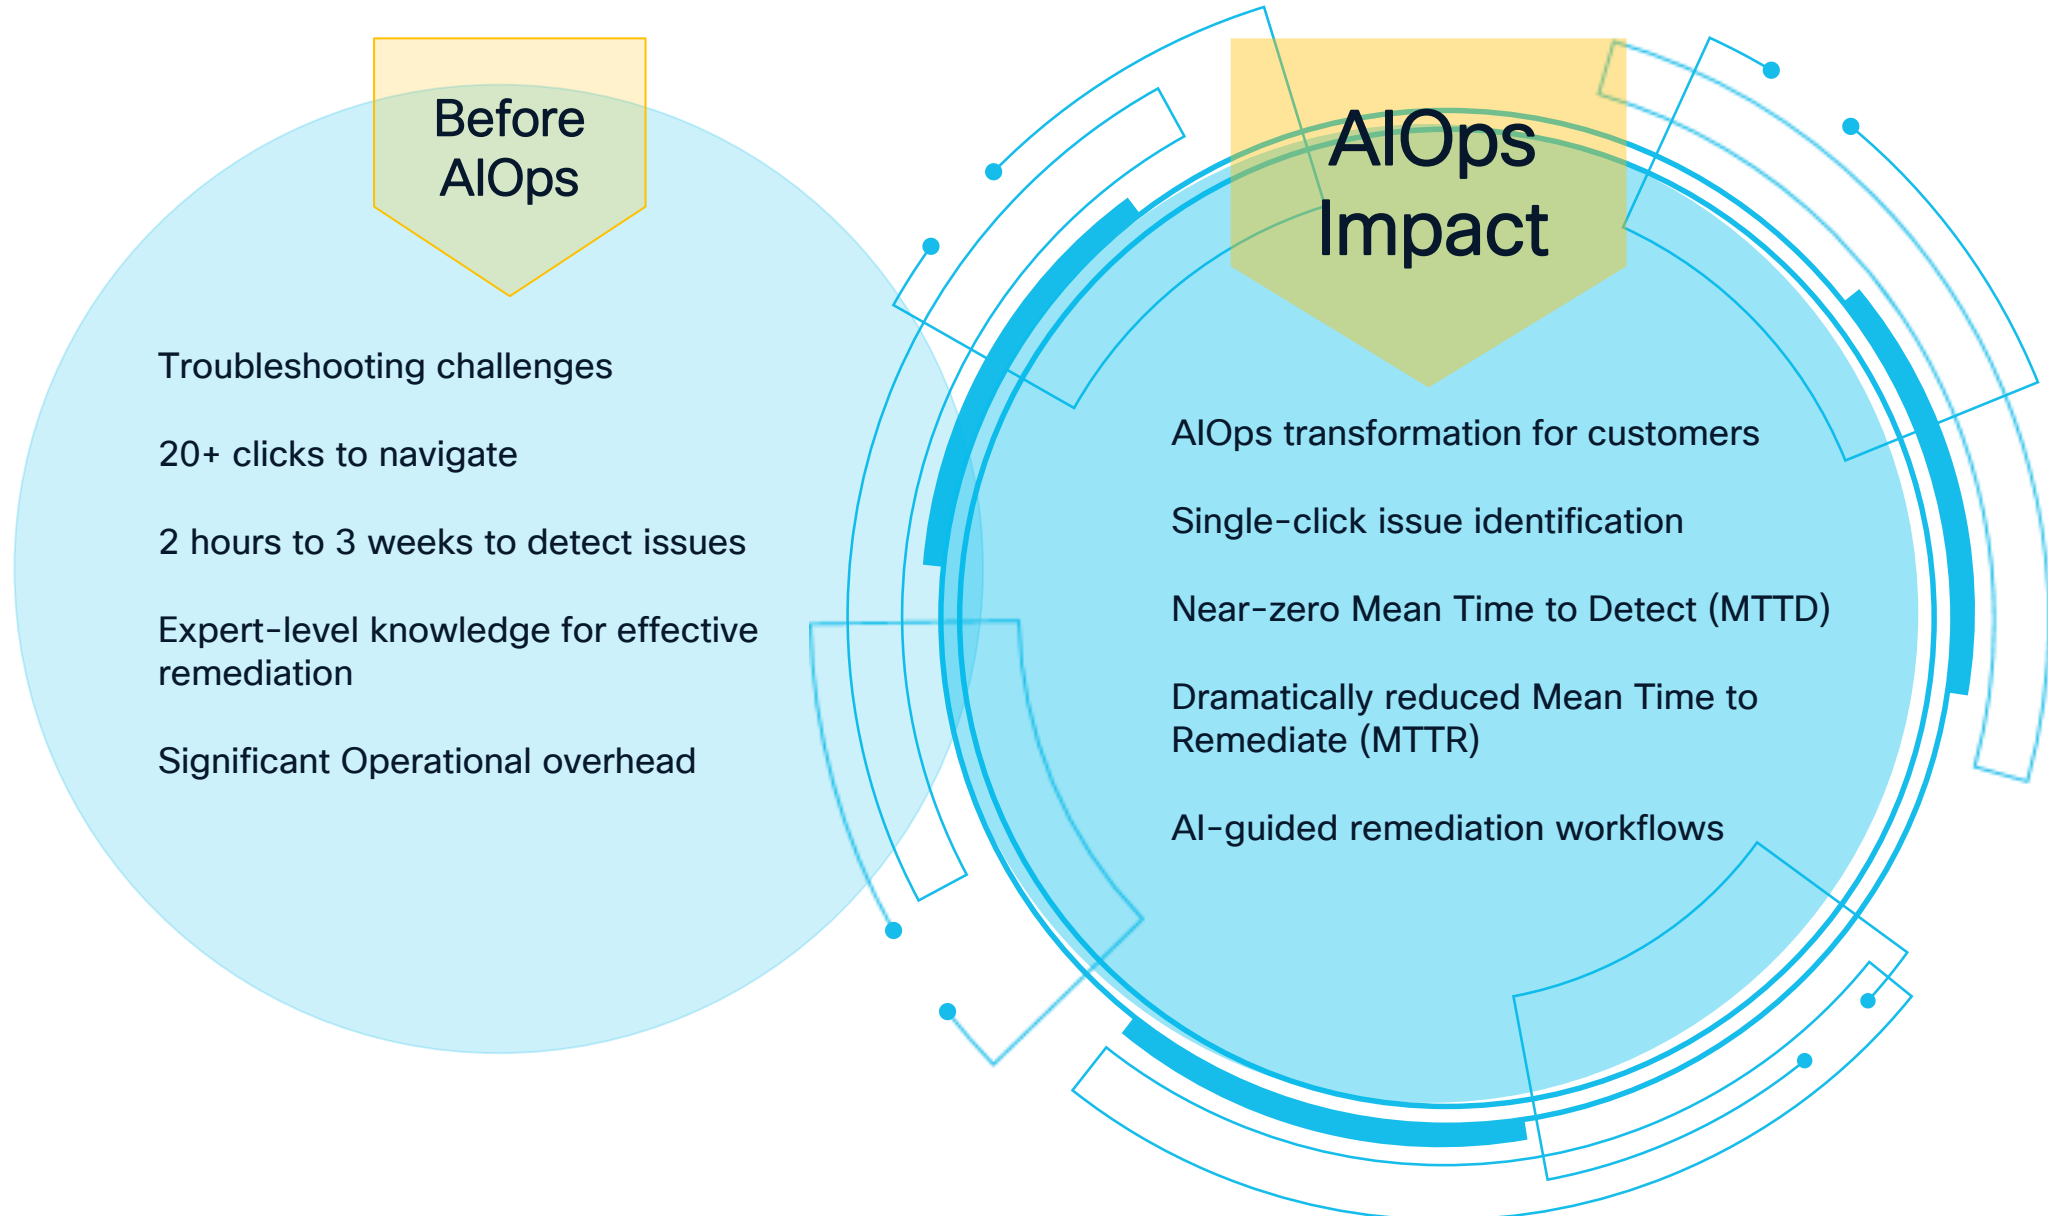 Before
AIOps
Troubleshooting challenges
20+ clicks to navigate
2 hours to 3 weeks to detect issues
Expert-level knowledge for effective
remediation
Significant Operational overhead
AIOps
Impact
AIOps transformation for customers
Single-click issue identification
Near-zero Mean Time to Detect (MTTD)
Dramatically reduced Mean Time to
Remediate (MTTR)
AI-guided remediation workflows